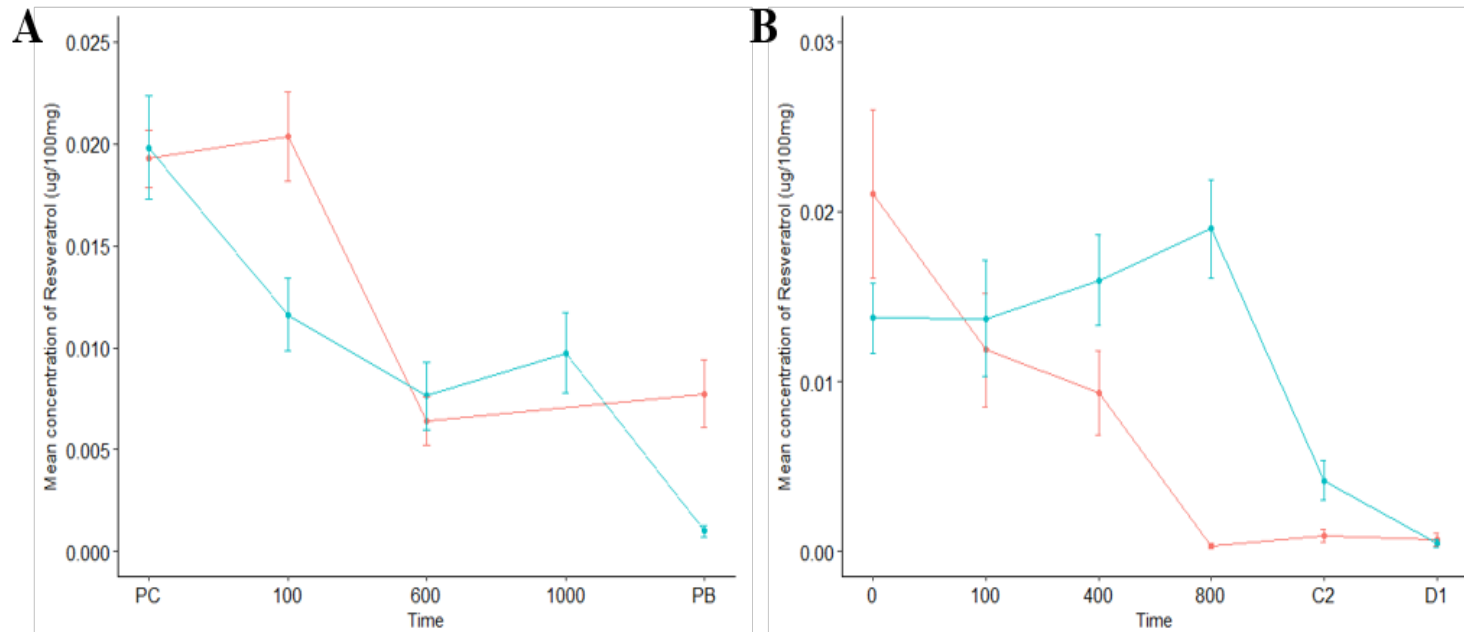 A
Mean concentration of Resveratrol (ug/100mg)
0.025
0.020
0.015
0.010
0.005
0.000
PC 100 600 1000 PB
Time
B
Mean concentration of Resveratrol (ug/100mg)
0.03
0.02
0.01
0.00
0 100 400 800 C2 D1
Time